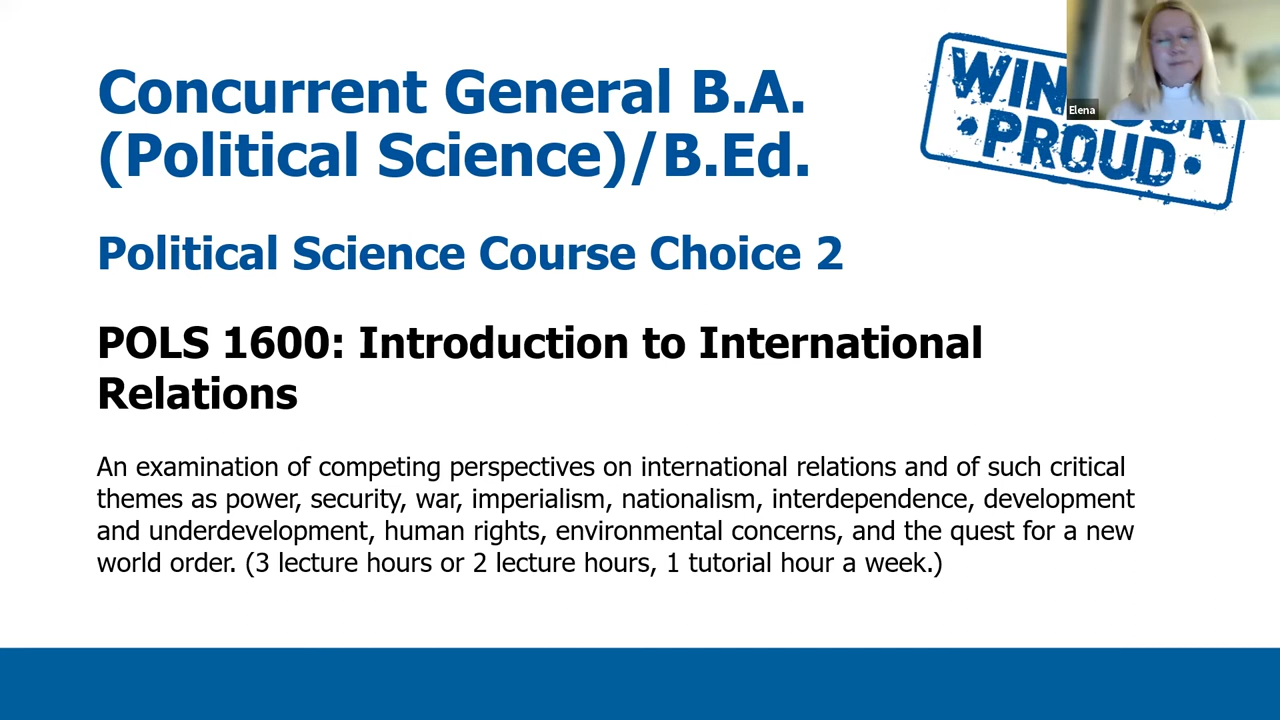 Concurrent General B.A.
(Political Science)/B.Ed.
WIN
PROUD
Elena
Political Science Course Choice 2
POLS 1600: Introduction to International
Relations
An examination of competing perspectives on international relations and of such critical
themes as power, security, war, imperialism, nationalism, interdependence, development
and underdevelopment, human rights, environmental concerns, and the quest for a new
world order. (3 lecture hours or 2 lecture hours, 1 tutorial hour a week.)